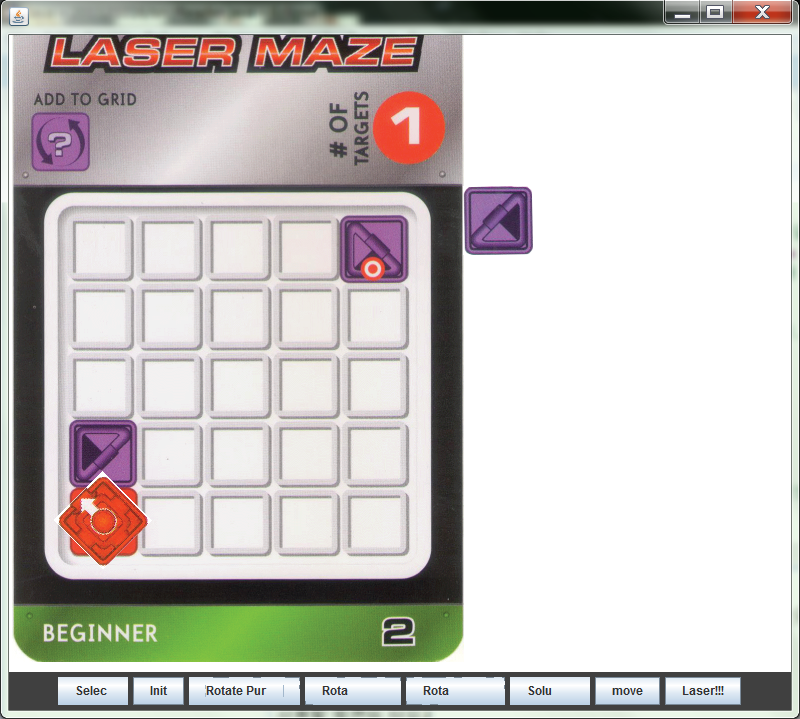 LASER MAZE
ADD TO GRID
?
# OF
TARGETS
1
BEGINNER
2
Selec
Init
Rotate Pur
Rota
Rota
Solu
move
Laser!!!